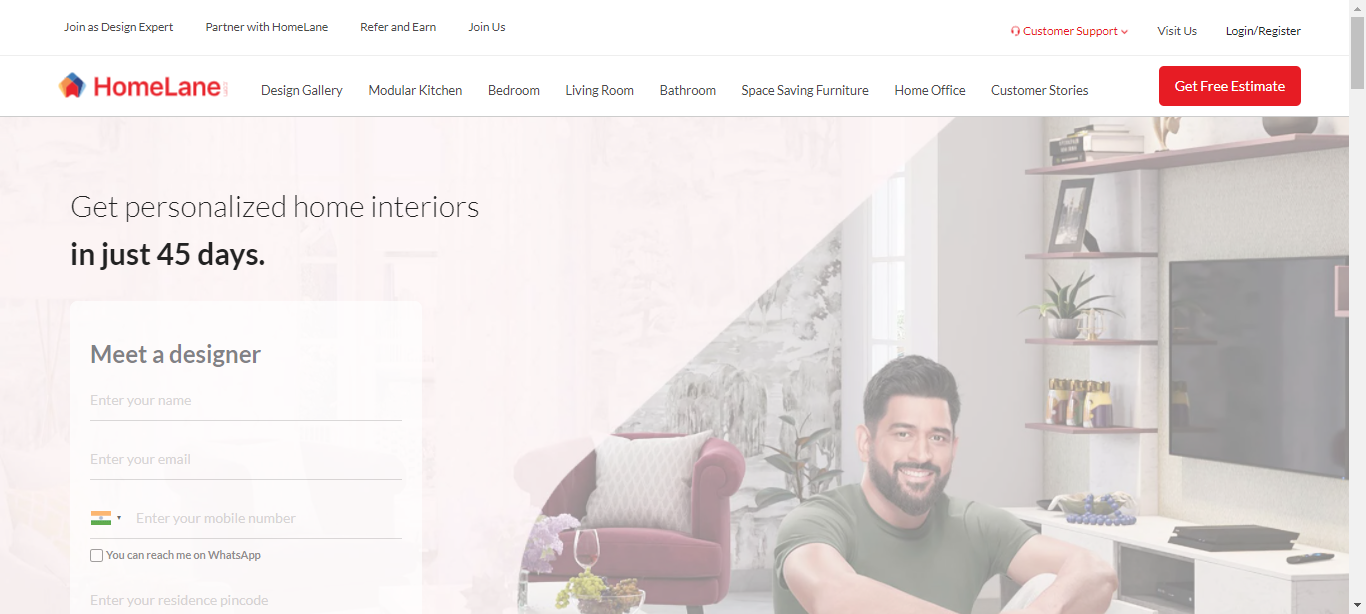 Join as Design Expert Partner with HomeLane Refer and Earn Join Us
Customer Support Visit Us Login/Register
HomeLane Design Gallery Modular Kitchen Bedroom Living Room Bathroom Space Saving Furniture Home Office Customer Stories Get Free Estimate
Get personalized home interiors
in just 45 days.
Meet a designer
Enter your name
Enter your email
Enter your mobile number
You can reach me on WhatsApp
Enter your residence pincode